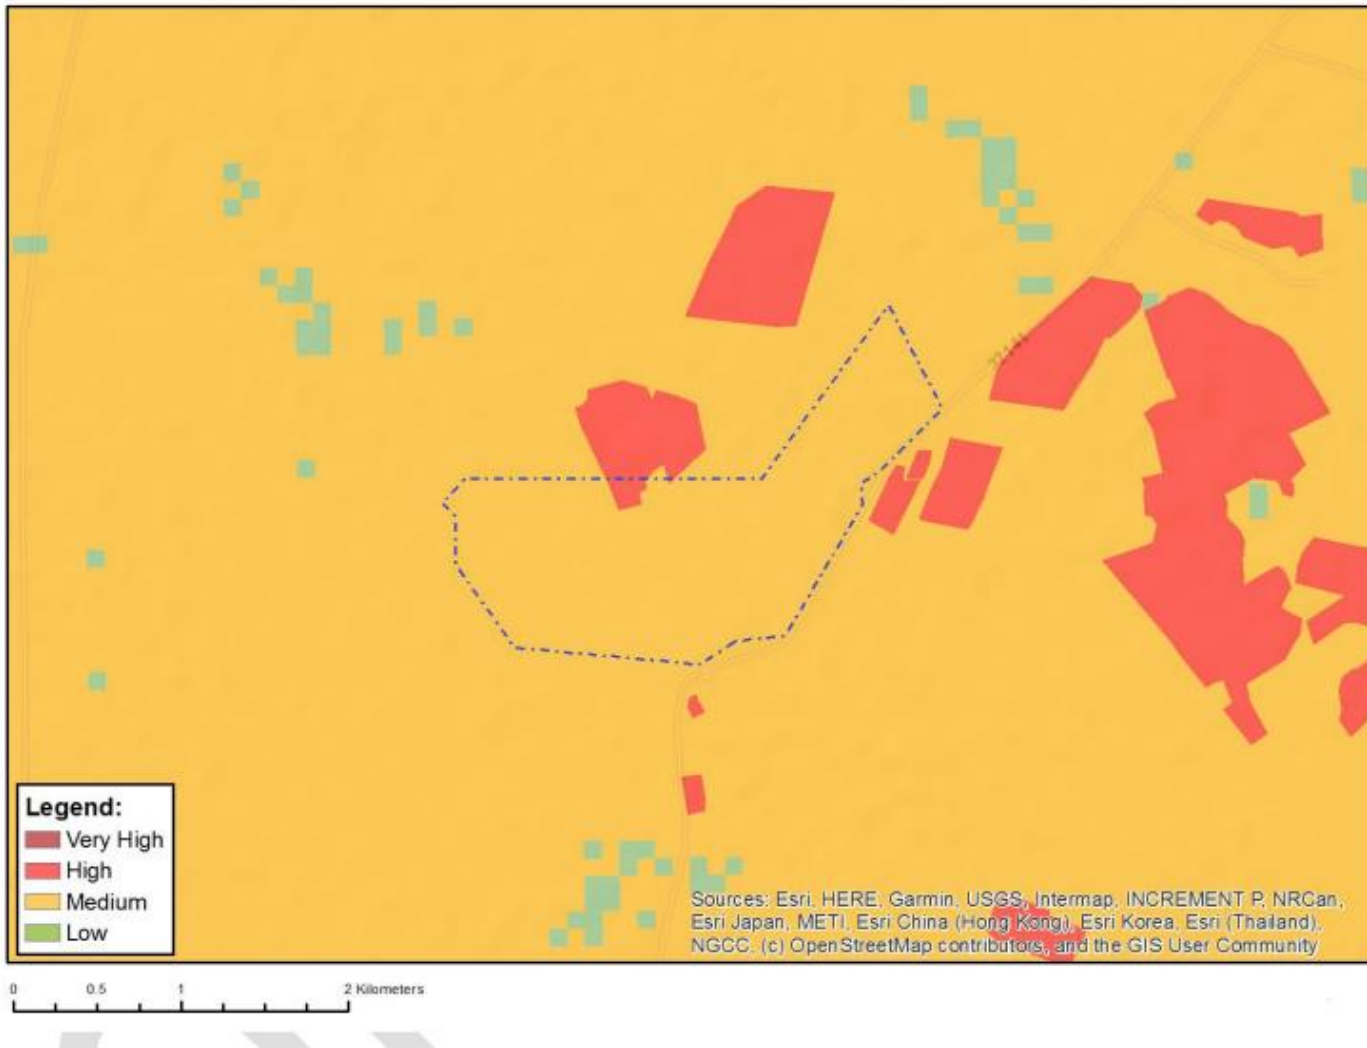 Legend:
Very High
High
Medium
Low
Sources: Esri, HERE, Garmin, USGS, Intermap, INCREMENT P, NRCan,
Esri Japan, METI, Esri China (Hong Kong), Esri Korea, Esri (Thailand),
NGCC, (c) OpenStreetMap contributors, and the GIS User Community
0 0.5 1 2 Kilometers